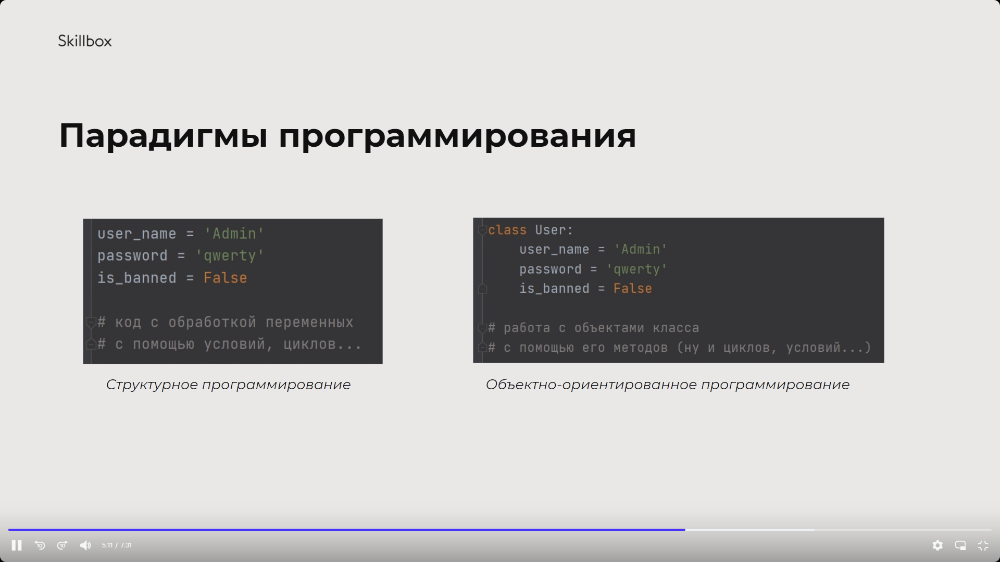 Skillbox
Парадигмы программирования
user_name = 'Admin'
password = 'qwerty'
is_banned = False
# код с обработкой переменных
# с помощью условий, циклов...
Структурное программирование
class User:
    user_name = 'Admin'
    password = 'qwerty'
    is_banned = False
# работа с объектами класса
# с помощью его методов (ну и циклов, условий...)
Объектно-ориентированное программирование
10
10
5:11 / 7:31